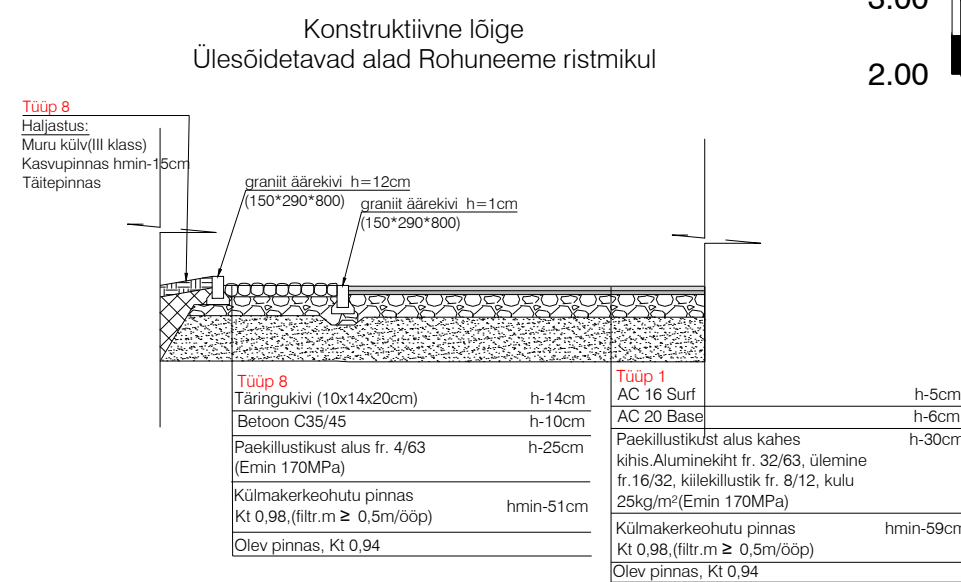 Konstruktiivne lõige
Ülesõidetavad alad Rohuneeme ristmikul
3.00
2.00
Tüüp 8
Haljastus:
Muru külv(III klass)
Kasvupinnas hmin-15cm
Täitepinnas
graniit äärekivi h=12cm
(150*290*800)
graniit äärekivi h=1cm
(150*290*800)
Tüüp 8
Täringukivi (10x14x20cm) h-14cm
Betoon C35/45 h-10cm
Paekillustikust alus fr. 4/63 h-25cm
(Emin 170MPa)
Külmakerkeohutu pinnas
Kt 0,98,(filtr.m ≥ 0,5m/ööp) hmin-51cm
Olev pinnas, Kt 0,94
Tüüp 1
AC 16 Surf h-5cm
AC 20 Base h-6cm
Paekillustikust alus kahes h-30cm
kihis.Aluminekiht fr. 32/63, ülemine
fr.16/32, kiilekillustik fr. 8/12, kulu
25kg/m²(Emin 170MPa)
Külmakerkeohutu pinnas hmin-59cm
Kt 0,98,(filtr.m ≥ 0,5m/ööp)
Olev pinnas, Kt 0,94